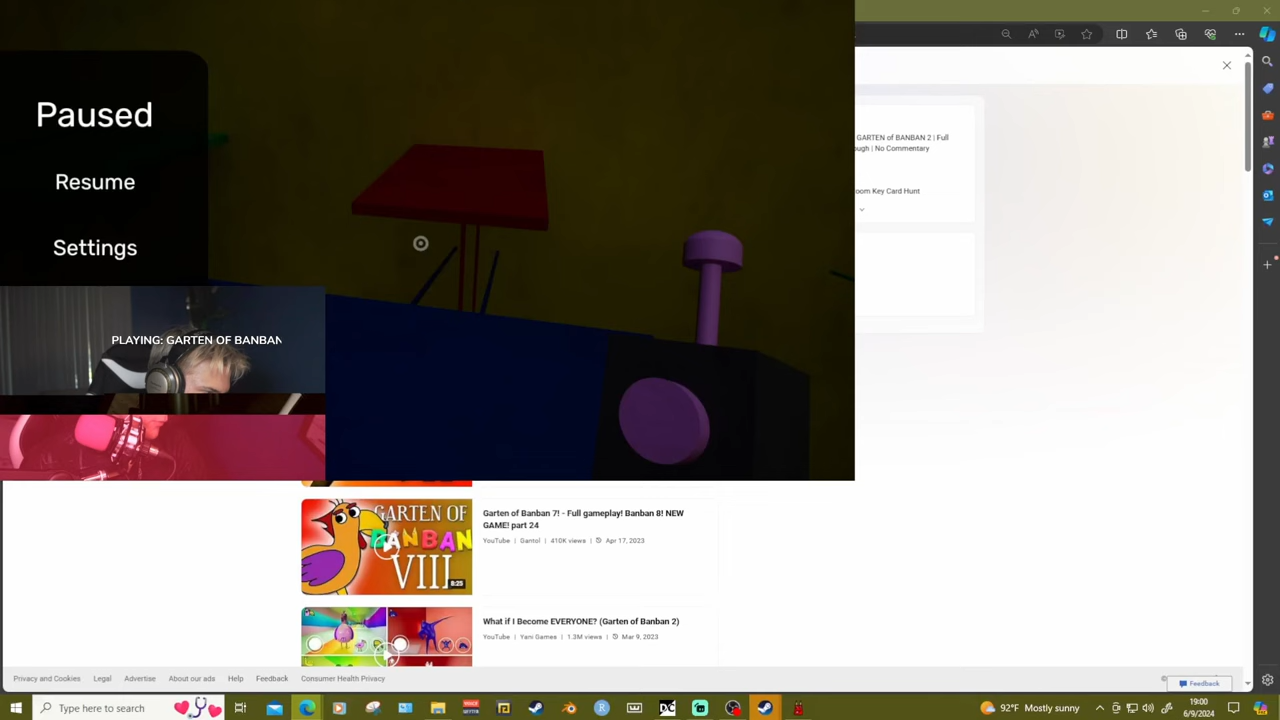 Paused
Resume
Settings
PLAYING: GARTEN OF BANBAN
GARTEN of BANBAN 2 | Full
ough | No Commentary
oom Key Card Hunt
GARTEN OF
BANBAN
VIII
8:25
Garten of Banban 7! - Full gameplay! Banban 8! NEW
GAME! part 24
YouTube | Gantol | 410K views | Apr 17, 2023
What if I Become EVERYONE? (Garten of Banban 2)
YouTube | Yani Games | 1.3M views | Mar 9, 2023
Privacy and Cookies Legal Advertise About our ads Help Feedback Consumer Health Privacy
Feedback
Type here to search
92°F Mostly sunny
19:00
6/9/2024